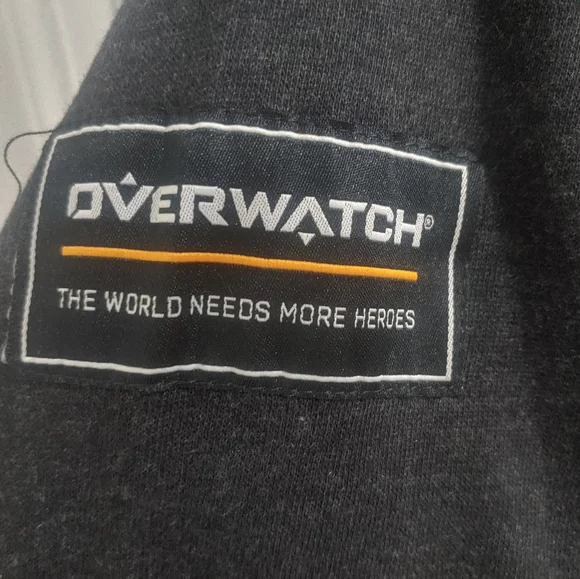 OVERWATCH®
THE WORLD NEEDS MORE HEROES